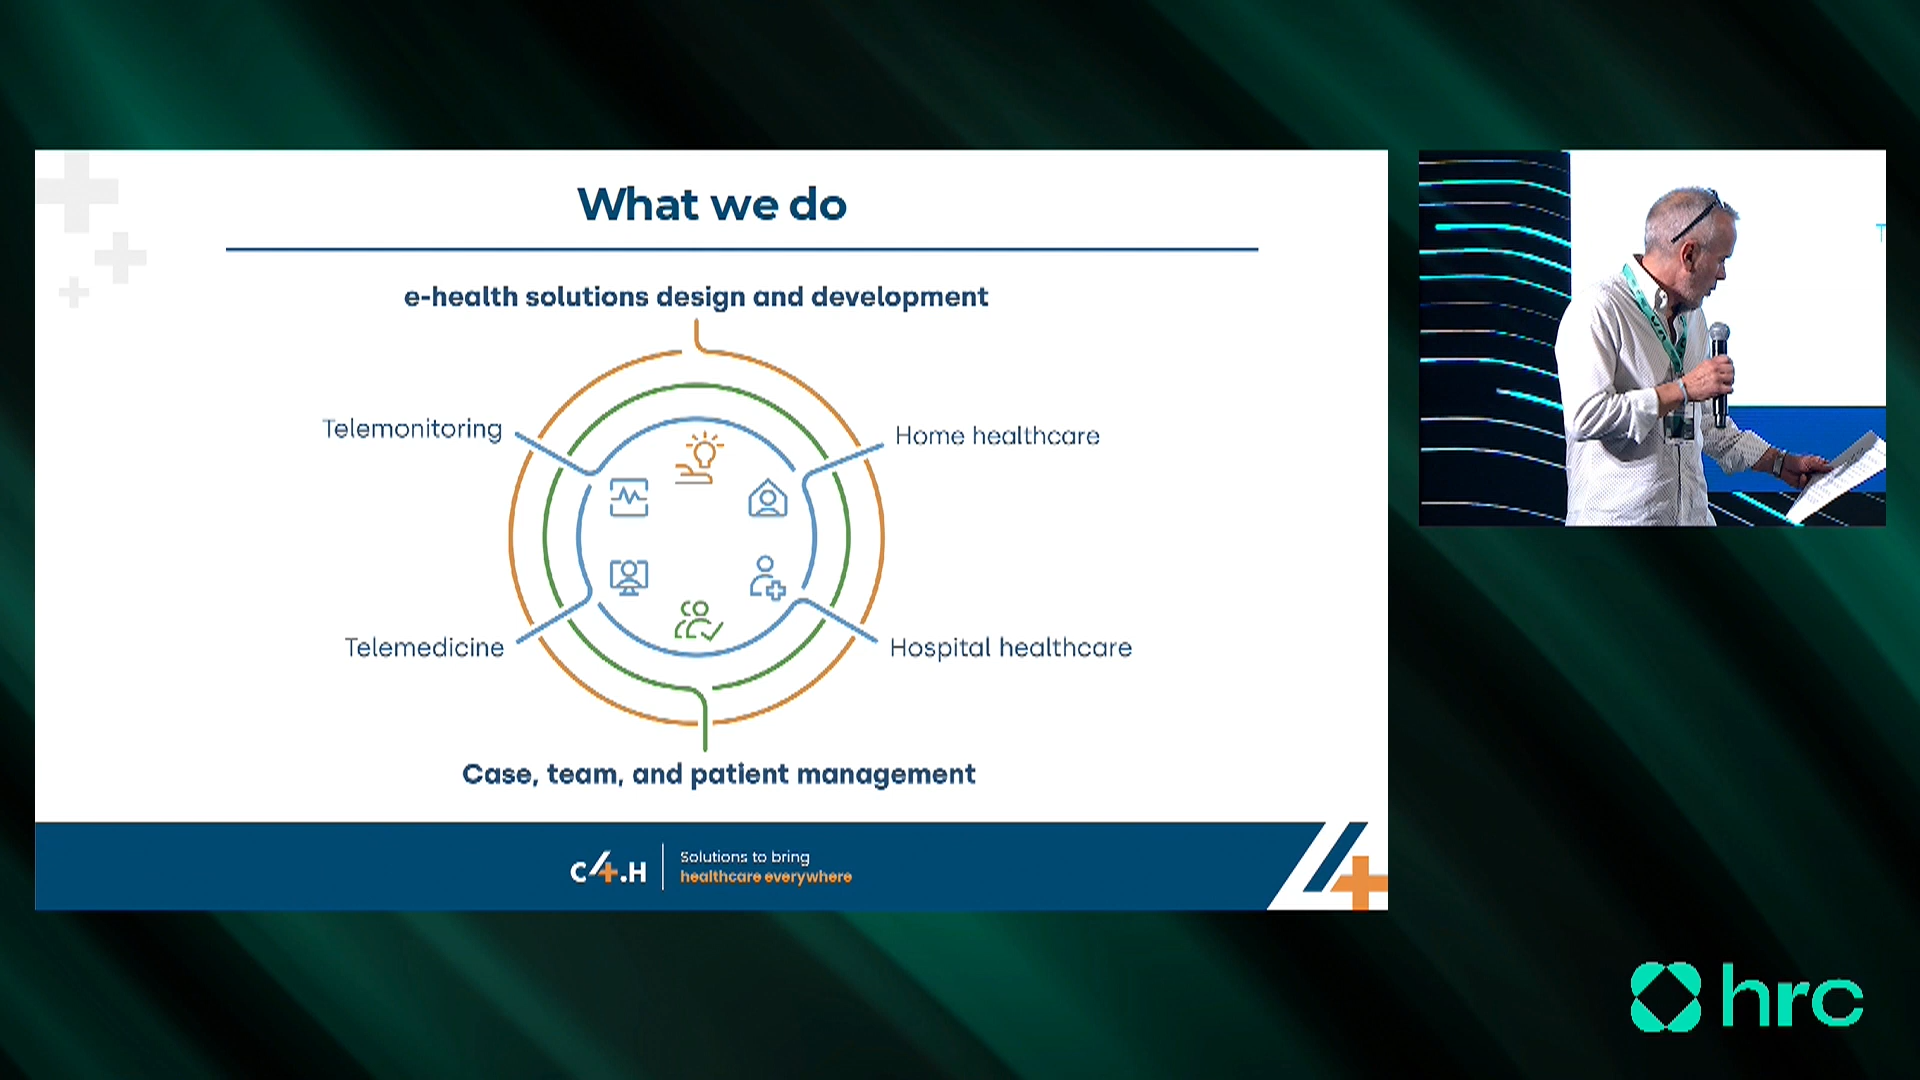 What we do
e-health solutions design and development
Telemonitoring
Home healthcare
Telemedicine
Hospital healthcare
Case, team, and patient management
C4.H
Solutions to bring
healthcare everywhere
hrc